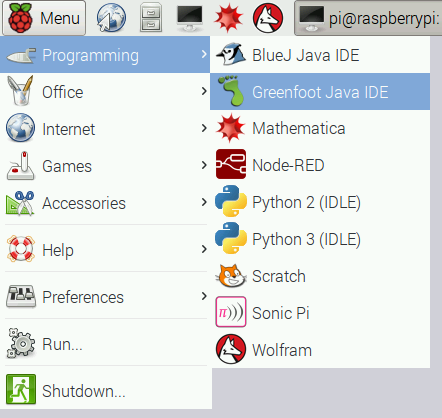 Menu
pi@raspberrypi:
Programming
Office
Internet
Games
Accessories
Help
Preferences
Run...
Shutdown...
BlueJ Java IDE
Greenfoot Java IDE
Mathematica
Node-RED
Python 2 (IDLE)
Python 3 (IDLE)
Scratch
Sonic Pi
Wolfram